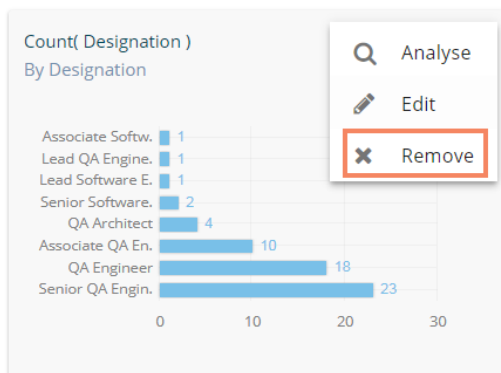 Count( Designation )
By Designation
Analyse
Edit
Remove
Associate Softw. 1
Lead QA Engine. 1
Lead Software E. 1
Senior Software. 2
QA Architect 4
Associate QA En. 10
QA Engineer 18
Senior QA Engin. 23
0 10 20 30